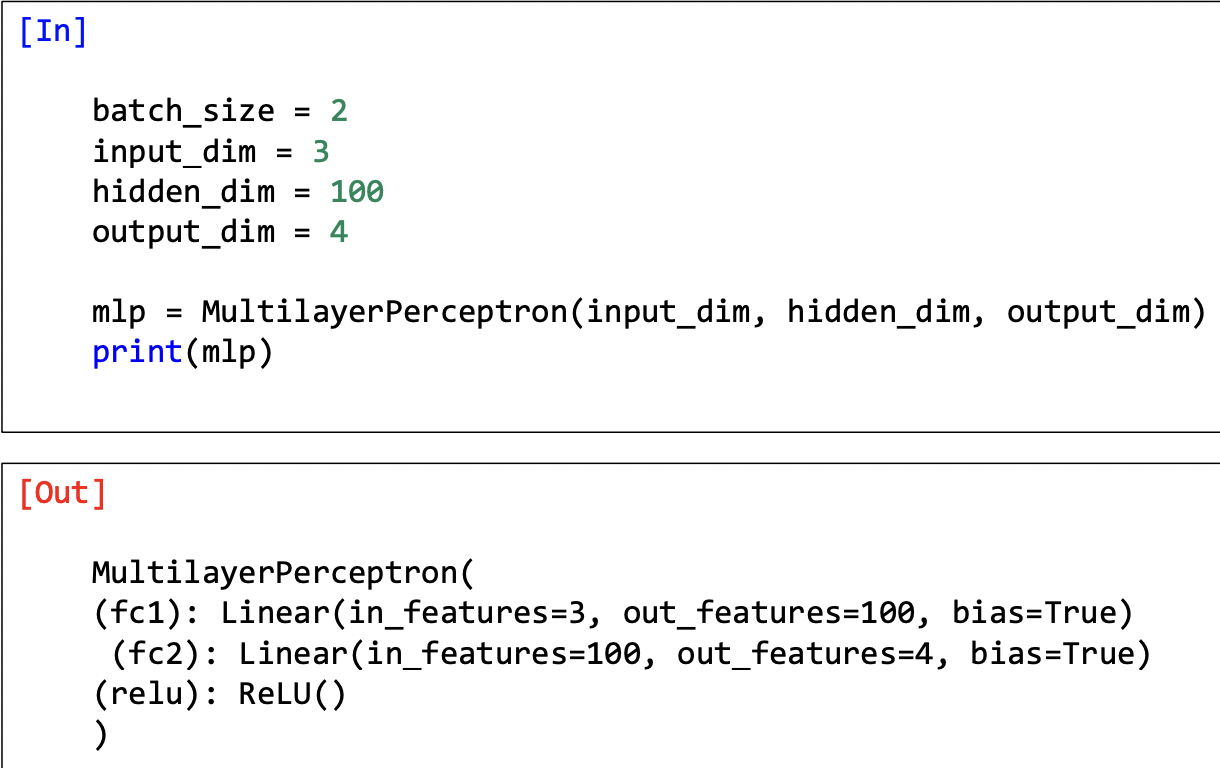 [In]
batch_size = 2
input_dim = 3
hidden_dim = 100
output_dim = 4
mlp = MultilayerPerceptron(input_dim, hidden_dim, output_dim)
print(mlp)
[Out]
MultilayerPerceptron(
(fc1): Linear(in_features=3, out_features=100, bias=True)
(fc2): Linear(in_features=100, out_features=4, bias=True)
(relu): ReLU()
)